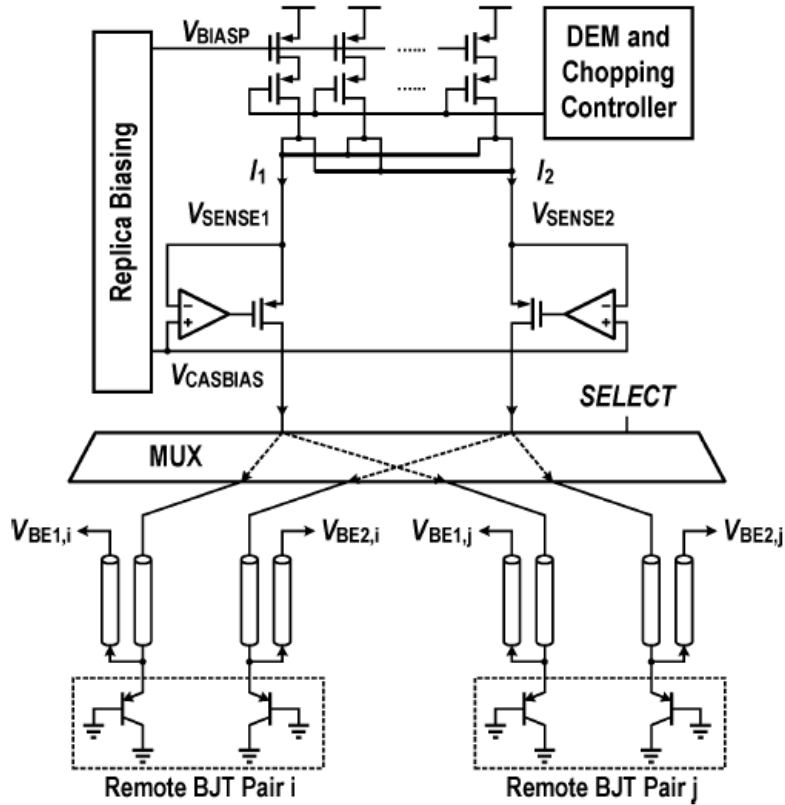 VBIASP
DEM and
Chopping
Controller
Replica Biasing
......
......
I1
I2
VSENSE1
VSENSE2
−
+
−
+
VCASBIAS
SELECT
MUX
VBE1,i
VBE2,i
VBE1,j
VBE2,j
Remote BJT Pair i
Remote BJT Pair j